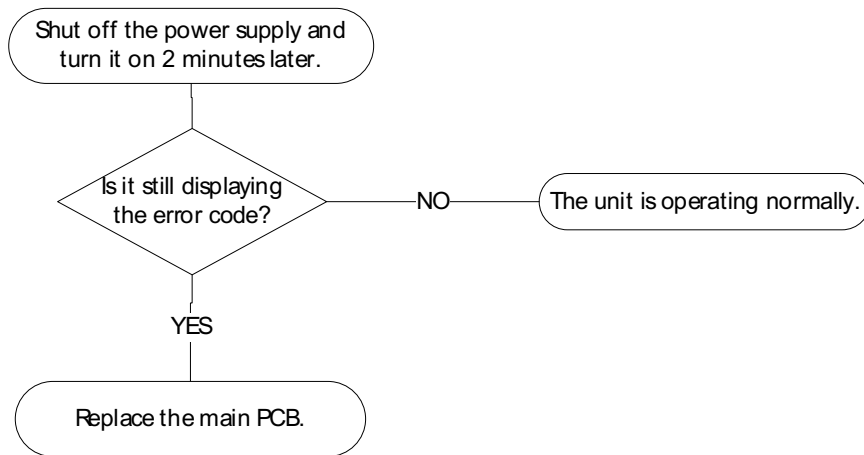 Shut off the power supply and
turn it on 2 minutes later.
Is it still displaying
the error code?
NO
The unit is operating normally.
YES
Replace the main PCB.